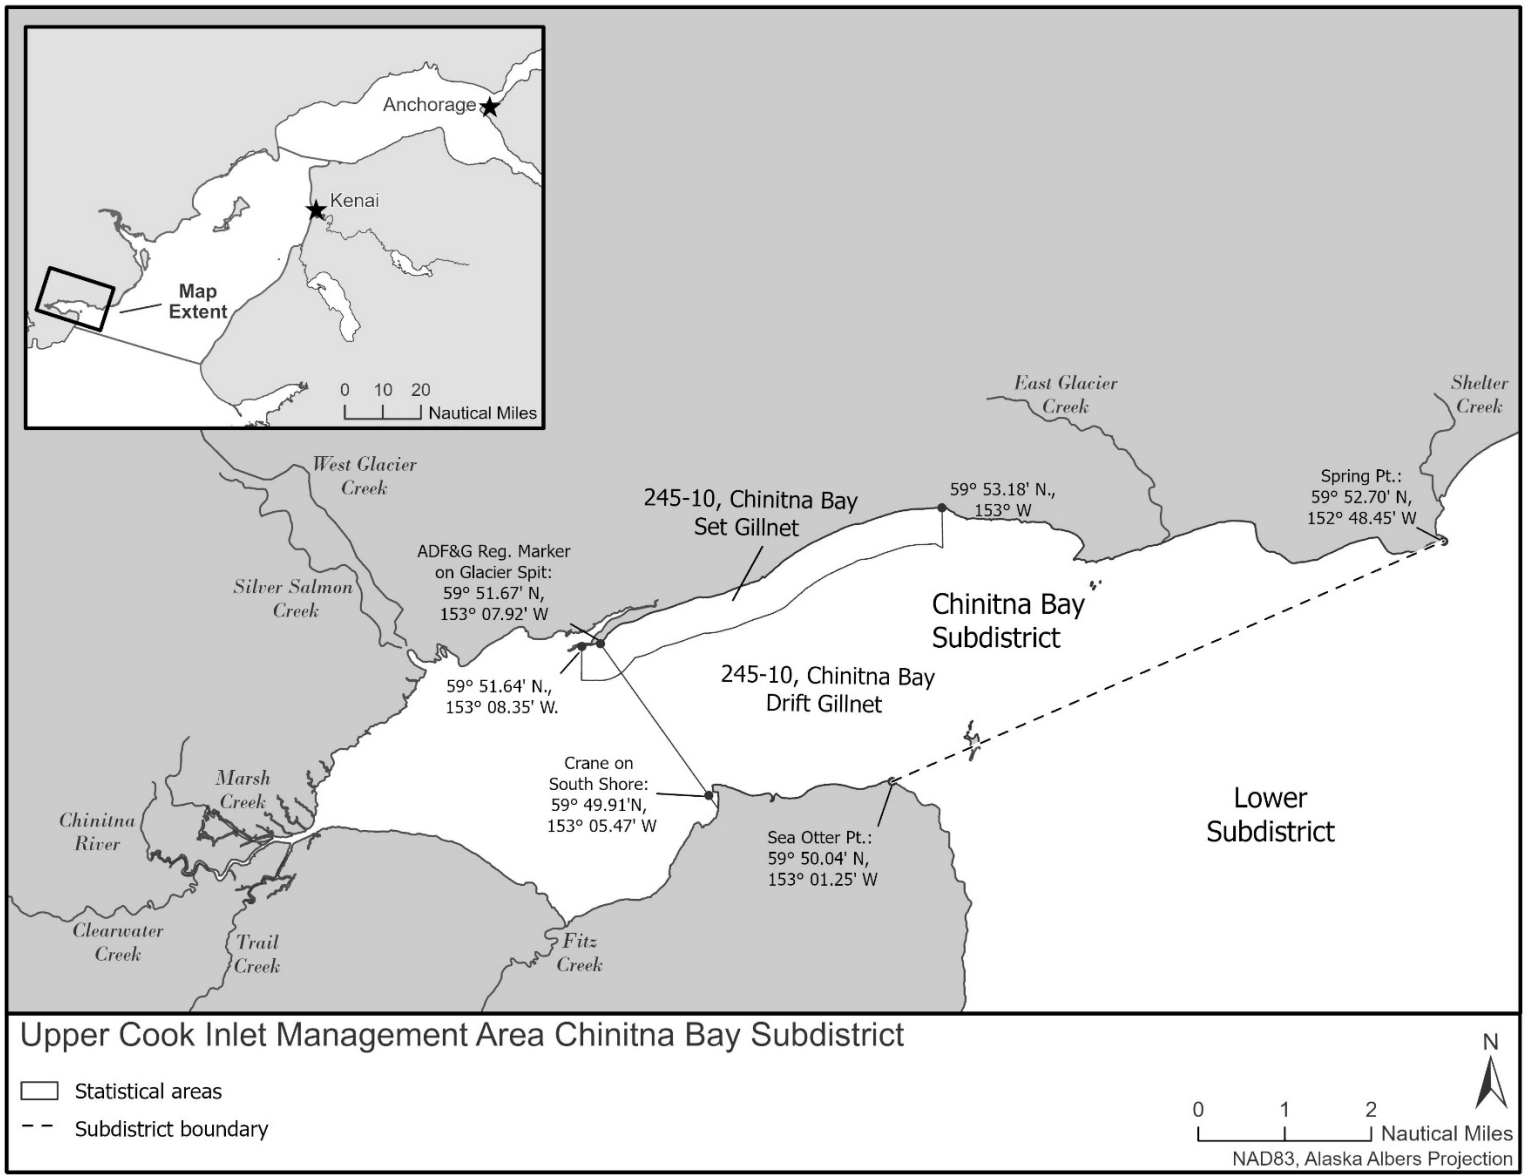 Anchorage
Kenai
Map
Extent
0 10 20
Nautical Miles
East Glacier
Creek
Shelter
Creek
West Glacier
Creek
Spring Pt.:
59° 52.70' N,
152° 48.45' W
59° 53.18' N.,
153° W
245-10, Chinitna Bay
Set Gillnet
ADF&G Reg. Marker
on Glacier Spit:
59° 51.67' N,
153° 07.92' W
Silver Salmon
Creek
Chinitna Bay
Subdistrict
59° 51.64' N.,
153° 08.35' W.
245-10, Chinitna Bay
Drift Gillnet
Crane on
South Shore:
59° 49.91'N,
153° 05.47' W
Marsh
Creek
Chinitna
River
Lower
Subdistrict
Sea Otter Pt.:
59° 50.04' N,
153° 01.25' W
Clearwater
Creek
Trail
Creek
Fitz
Creek
Upper Cook Inlet Management Area Chinitna Bay Subdistrict
Statistical areas
Subdistrict boundary
N
0 1 2
Nautical Miles
NAD83, Alaska Albers Projection